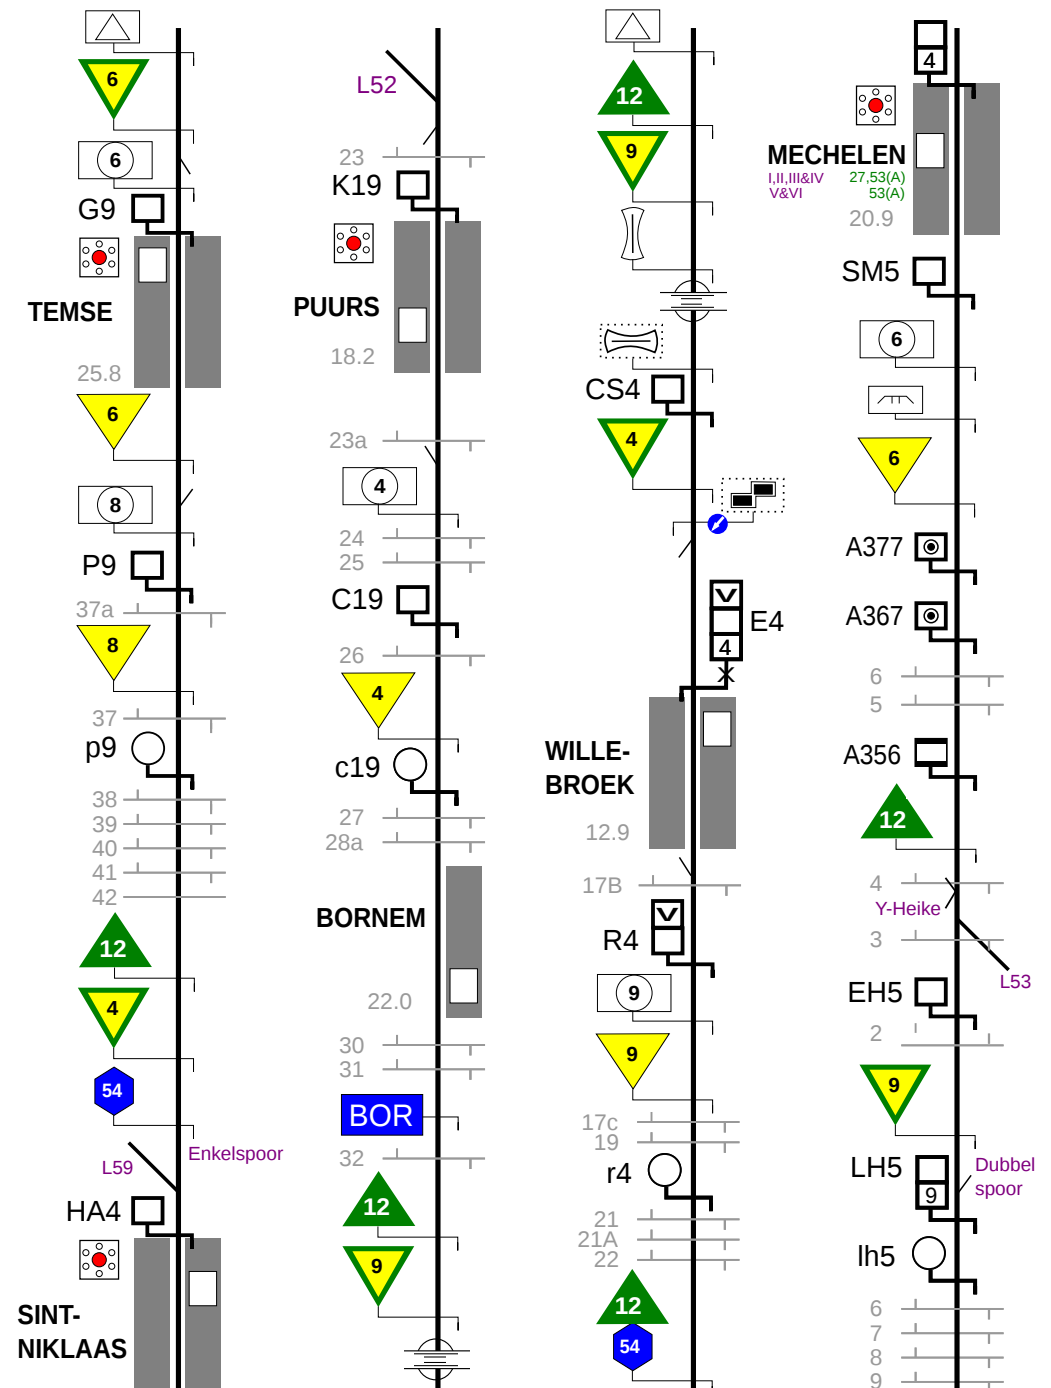 6
6
G9
TEMSE
25.8
6
8
P9
37a
8
37
p9
38
39
40
41
42
12
4
54
Enkelspoor
L59
HA4
SINT-
NIKLAAS
L52
23
K19
PUURS
18.2
23a
4
24
25
C19
26
4
c19
27
28a
BORNEM
22.0
30
31
BOR
32
12
9
12
9
CS4
4
V
E4
4
X
WILLE-
BROEK
12.9
17B
V
R4
9
9
17c
19
r4
21
21A
22
12
54
4
MECHELEN
I,II,III&IV 27,53(A)
V&VI 53(A)
20.9
SM5
6
6
A377
A367
6
5
A356
12
4
Y-Heike
3
L53
EH5
2
9
LH5
9
Dubbel
spoor
lh5
6
7
8
9